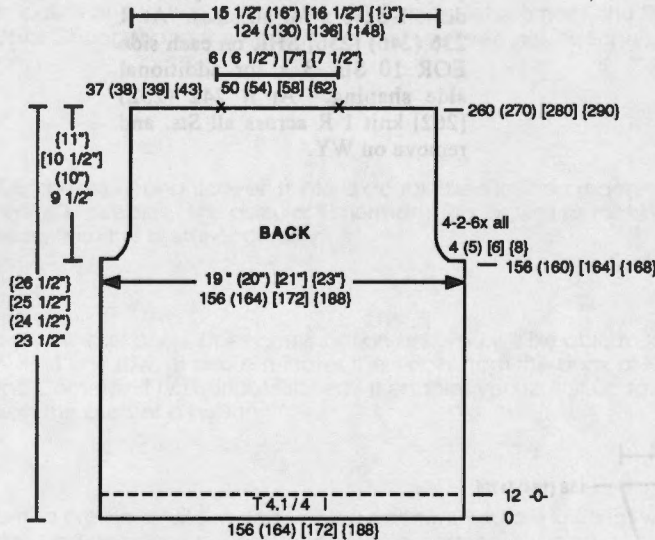 15 1/2" (16") [16 1/2"] {18"}
124 (130) [136] {148}
6 ( 6 1/2") [7"] {7 1/2"}
37 (38) [39] {43}
50 (54) [58] {62}
260 (270) [280] {290}
{11"}
[10 1/2"]
(10")
9 1/2"
BACK
4-2-6x all
4 (5) [6] {8}
156 (160) [164] {168}
19 " (20") [21"] {23"}
156 (164) [172] {188}
{26 1/2"}
[25 1/2"]
(24 1/2")
23 1/2"
T 4,1 / 4 I
12 -0-
0
156 (164) [172] {188}